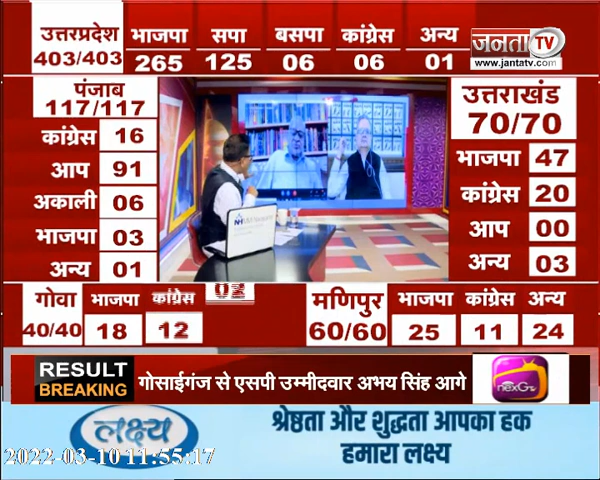 उत्तरप्रदेश भाजपा सपा बसपा कांग्रेस अन्य
403/403 265 125 06 06 01
जनता TV
www.jantatv.com
पंजाब
117/117
कांग्रेस 16
आप 91
अकाली 06
भाजपा 03
अन्य 01
उत्तराखंड
70/70
भाजपा 47
कांग्रेस 20
आप 00
अन्य 03
गोवा भाजपा कांग्रेस
40/40 18 12
मणिपुर भाजपा कांग्रेस अन्य
60/60 25 11 24
RESULT
BREAKING
गोसाईगंज से एसपी उम्मीदवार अभय सिंह आगे
nexGTv
लक्ष्य
श्रेष्ठता और शुद्धता आपका हक
हमारा लक्ष्य
2022-03-10 11:55:17